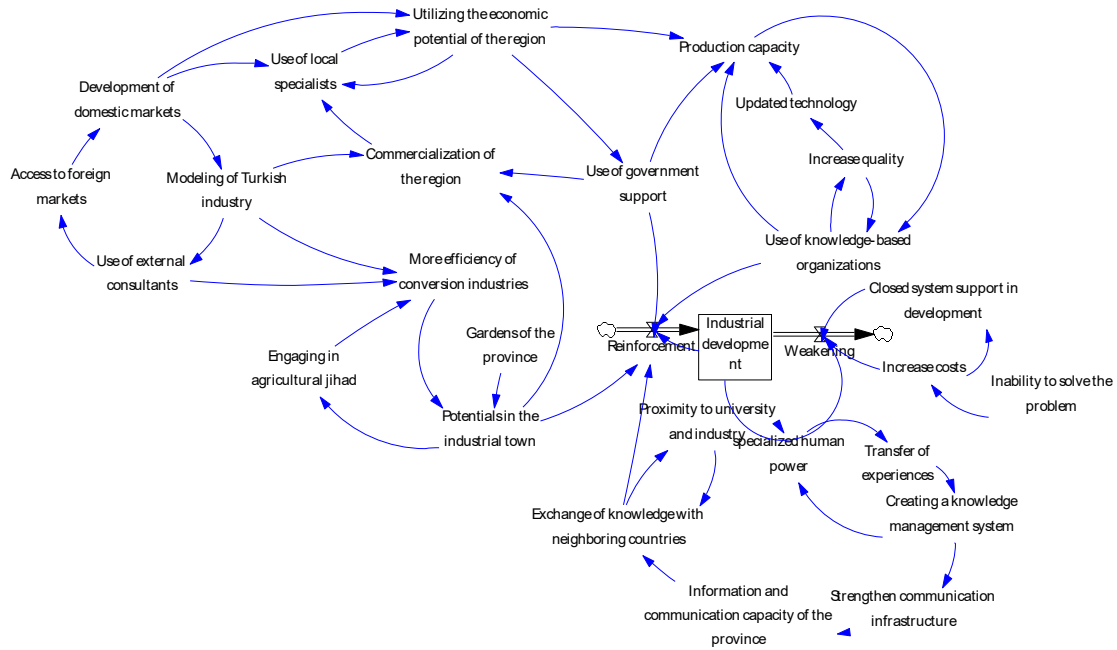 Utilizing the economic
potential of the region
Production capacity
Use of local
specialists
Development of
domestic markets
Updated technology
Commercialization of
the region
Increase quality
Access to foreign
markets
Modeling of Turkish
industry
Use of government
support
Use of knowledge-based
organizations
Use of external
consultants
More efficiency of
conversion industries
Closed system support in
development
Gardens of the
province
Reinforcement
Industrial
developme
nt
Weakening
Engaging in
agricultural jihad
Increase costs
Inability to solve the
problem
Potentials in the
industrial town
Proximity to university
and industry
specialized human
power
Transfer of
experiences
Creating a knowledge
management system
Exchange of knowledge with
neighboring countries
Information and
communication capacity of the
province
Strengthen communication
infrastructure